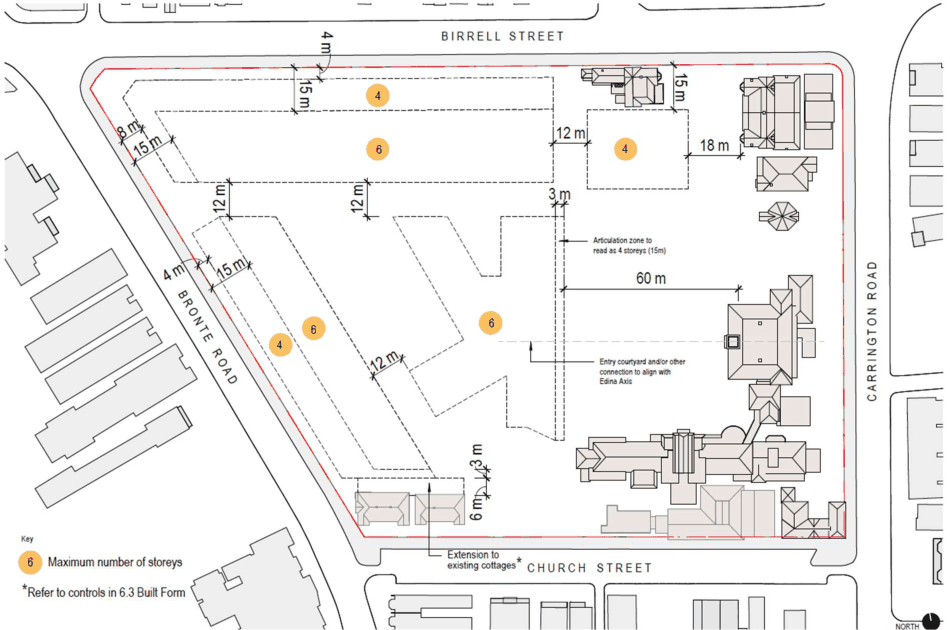 BIRRELL STREET
4 m
15 m
4
15 m
8 m
15 m
6
12 m
4
18 m
12 m
12 m
3 m
Articulation zone to
read as 4 storeys (15m)
60 m
4 m
15 m
BRONTE ROAD
6
4
6
CARRINGTON ROAD
12 m
Entry courtyard and/or other
connection to align with
Edina Axis
3 m
6 m
Key
6 Maximum number of storeys
*Refer to controls in 6.3 Built Form
Extension to
existing cottages*
CHURCH STREET
NORTH